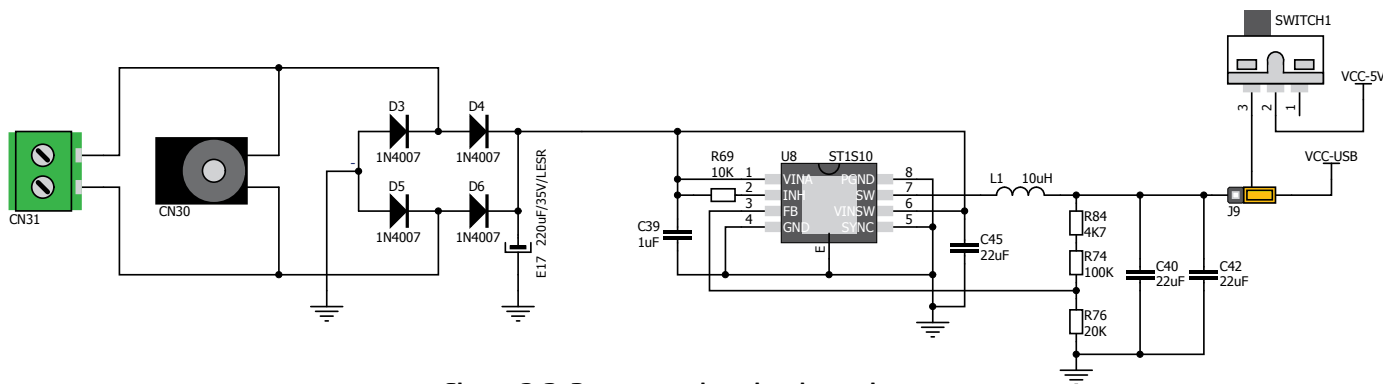 SWITCH1
VCC-5V
3
2
1
VCC-USB
J9
CN31
CN30
D3
1N4007
D4
1N4007
D5
1N4007
D6
1N4007
-
E17 220uF/35V/LESR
C39
1uF
R69
10K
U8
ST1S10
1
2
3
4
VINA
INH
FB
GND
PGND
SW
VINSW
SYNC
8
7
6
5
E
C45
22uF
L1
10uH
R84
4K7
R74
100K
R76
20K
C40
22uF
C42
22uF